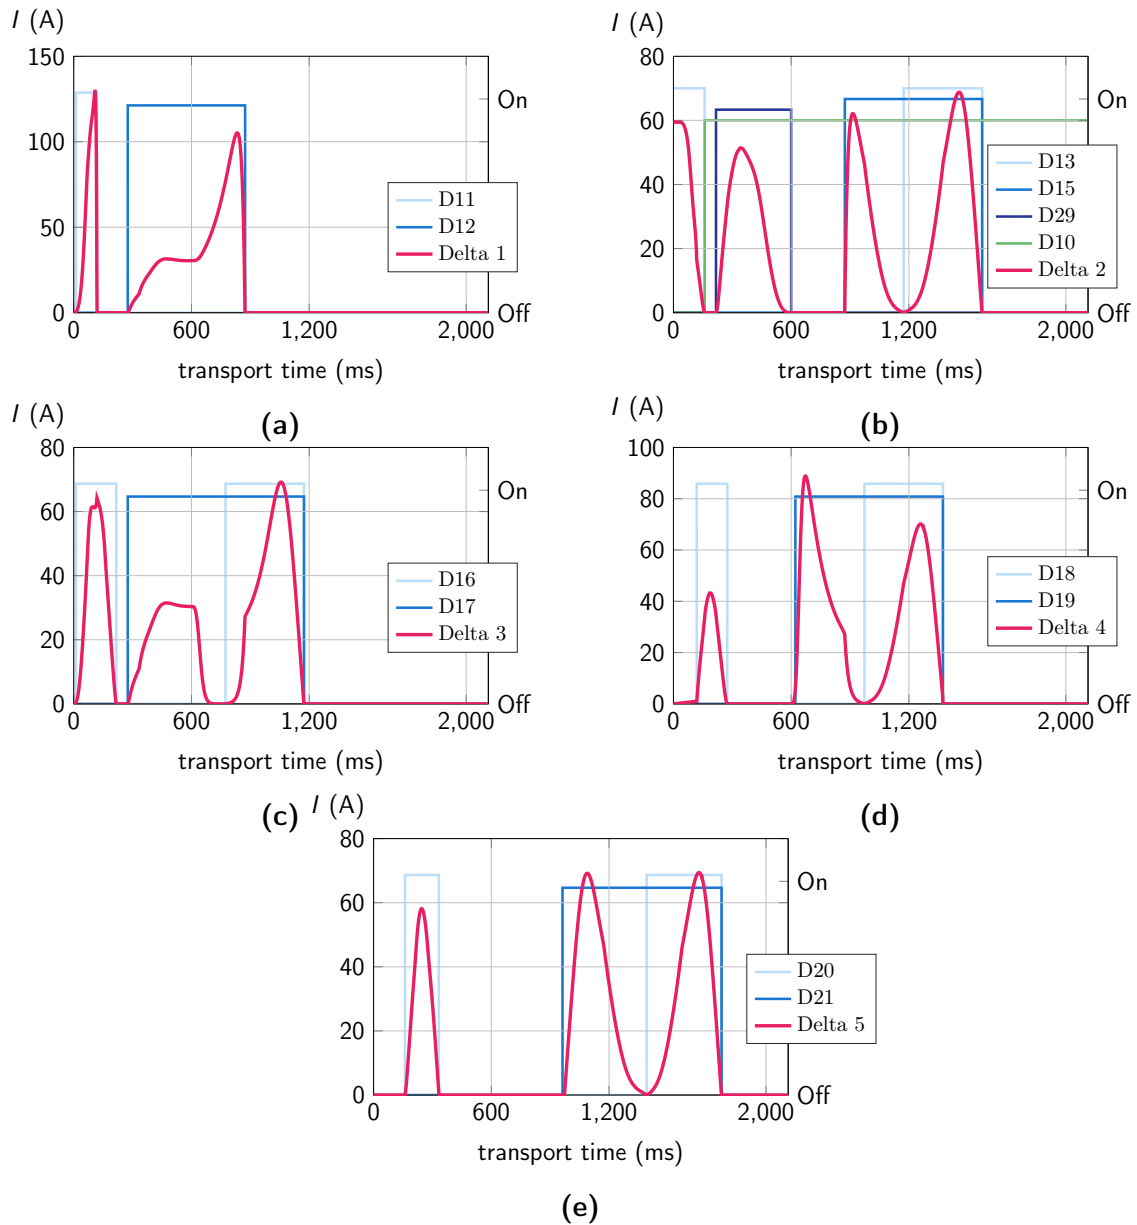 I (A)
150
100
50
0
0
600
1,200
2,000
On
Off
D11
D12
Delta 1
transport time (ms)
(a)
I (A)
80
60
40
20
0
0
600
1,200
2,000
On
Off
D13
D15
D29
D10
Delta 2
transport time (ms)
(b)
I (A)
80
60
40
20
0
0
600
1,200
2,000
On
Off
D16
D17
Delta 3
transport time (ms)
(c)
I (A)
100
80
60
40
20
0
0
600
1,200
2,000
On
Off
D18
D19
Delta 4
transport time (ms)
(d)
I (A)
80
60
40
20
0
0
600
1,200
2,000
On
Off
D20
D21
Delta 5
transport time (ms)
(e)